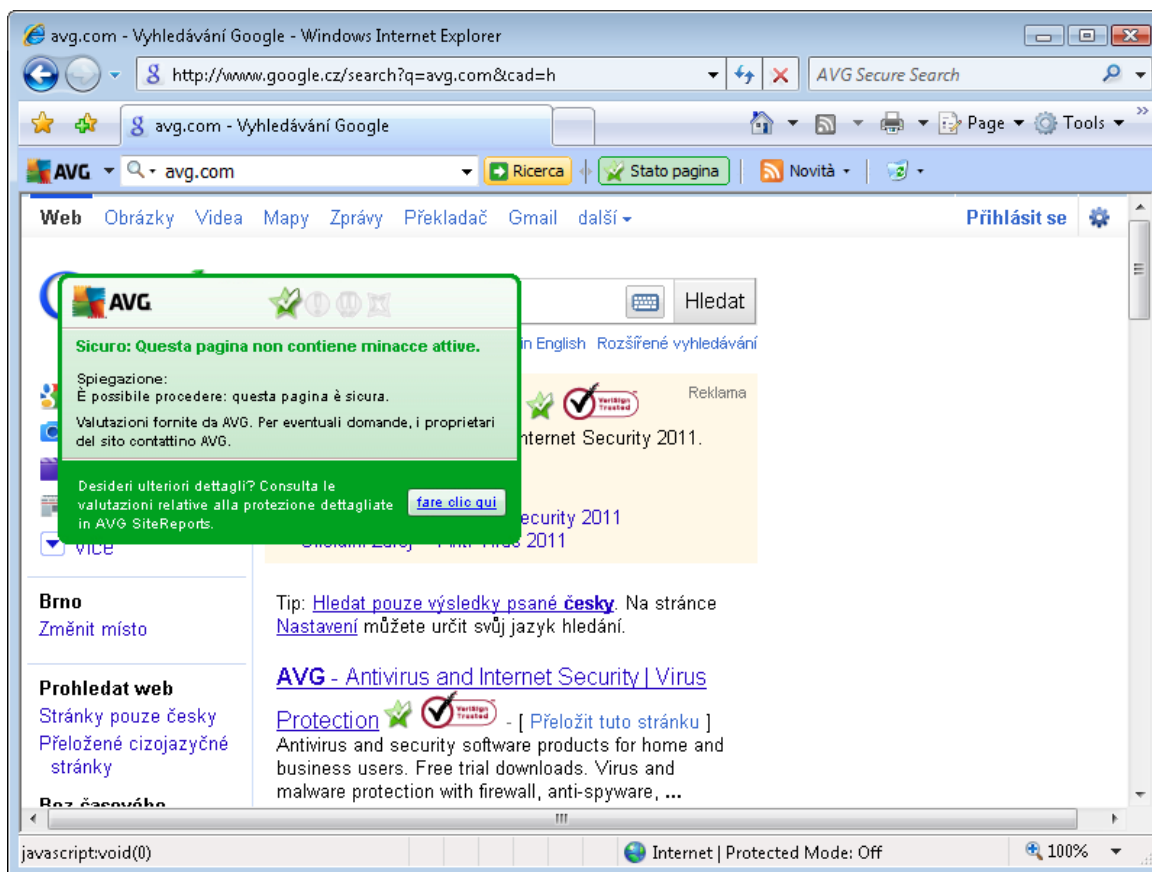 avg.com - Vyhledávání Google - Windows Internet Explorer
http://www.google.cz/search?q=avg.com&cad=h
AVG Secure Search
avg.com - Vyhledávání Google
Page
Tools
AVG
avg.com
Ricerca
Stato pagina
Novità
Web Obrázky Videa Mapy Zprávy Překladač Gmail další
Přihlásit se
Hledat
in English Rozšířené vyhledávání
AVG
Sicuro: Questa pagina non contiene minacce attive.
Spiegazione:
È possibile procedere: questa pagina è sicura.
Valutazioni fornite da AVG. Per eventuali domande, i proprietari
del sito contattino AVG.
Desideri ulteriori dettagli? Consulta le
valutazioni relative alla protezione dettagliate
in AVG SiteReports.
fare clic qui
VeriSign
Trusted
Reklama
nternet Security 2011.
ecurity 2011
2011
Brno
Změnit místo
Prohledat web
Stránky pouze česky
Přeložené cizojazyčné
stránky
Tip: Hledat pouze výsledky psané česky. Na stránce
Nastavení můžete určit svůj jazyk hledání.
AVG - Antivirus and Internet Security | Virus
Protection VeriSign Trusted - [ Přeložit tuto stránku ]
Antivirus and security software products for home and
business users. Free trial downloads. Virus and
malware protection with firewall, anti-spyware, ...
javascript:void(0)
Internet | Protected Mode: Off
100%